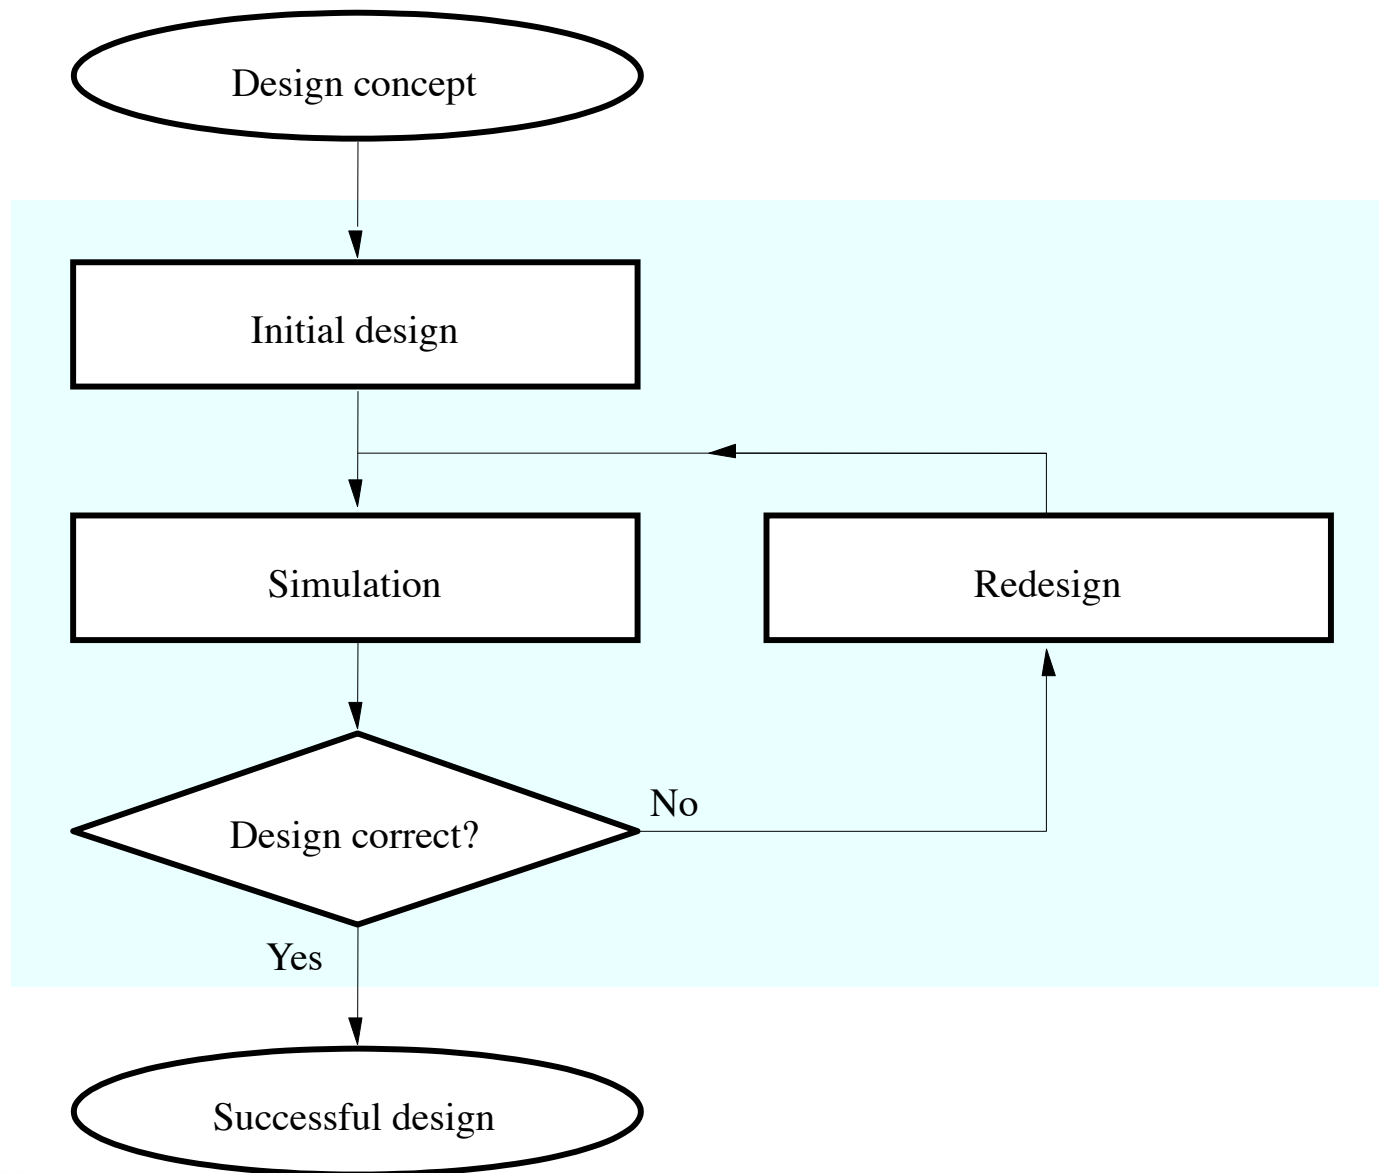 Design concept
Initial design
Simulation
Redesign
Design correct?
No
Yes
Successful design